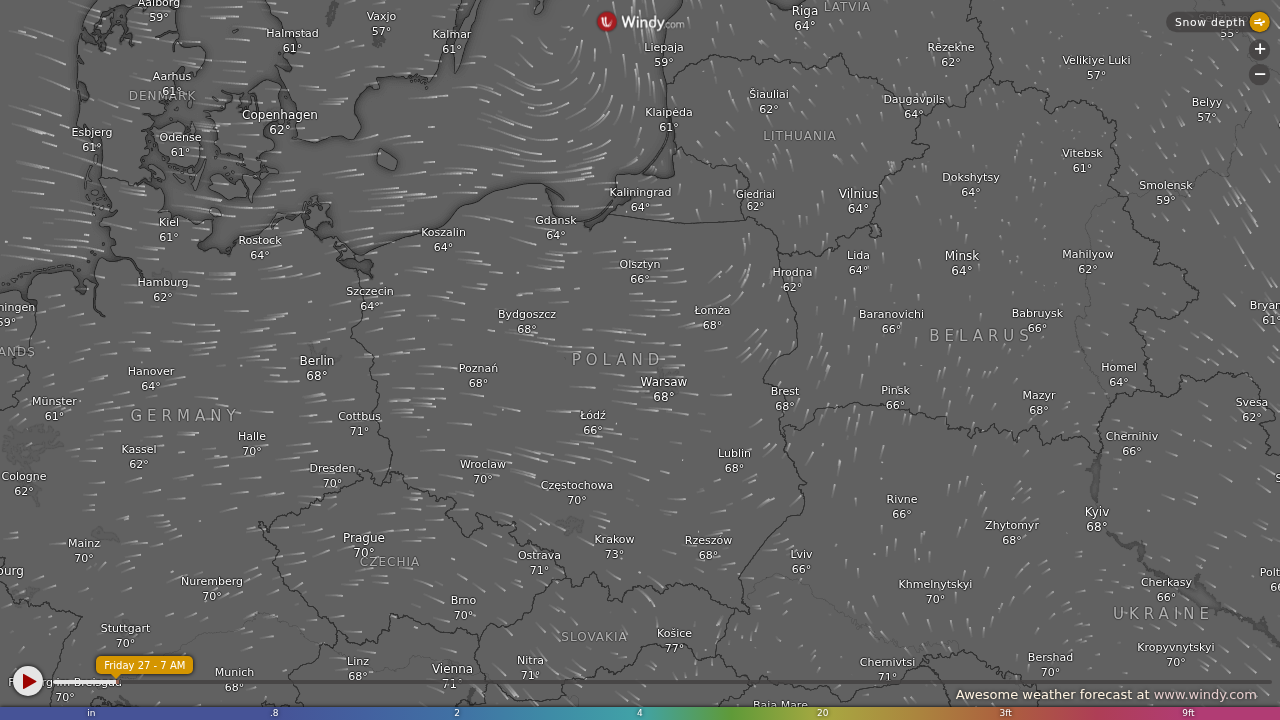 Aalborg
59°
Vaxjo
57°
Halmstad
61°
Kalmar
61°
Windy.com
Riga
64°
LATVIA
Snow depth
55°
Liepaja
59°
Rēzekne
62°
Velikiye Luki
57°
+
−
Aarhus
61°
DENMARK
Copenhagen
62°
Klaipėda
61°
Šiauliai
62°
Daugavpils
64°
Belyy
57°
Esbjerg
61°
Odense
61°
LITHUANIA
Vitebsk
61°
Kaliningrad
64°
Giedriai
62°
Vilnius
64°
Dokshytsy
64°
Smolensk
59°
Kiel
61°
Rostock
64°
Koszalin
64°
Gdansk
64°
Olsztyn
66°
Hrodna
62°
Lida
64°
Minsk
64°
Mahilyow
62°
Hamburg
62°
Szczecin
64°
Bydgoszcz
68°
Łomża
68°
Baranovichi
66°
Babruysk
66°
BELARUS
Berlin
68°
Hanover
64°
Poznań
68°
POLAND
Warsaw
68°
Brest
68°
Pinsk
66°
Homel
64°
Mazyr
68°
Münster
61°
GERMANY
Cottbus
71°
Łódź
66°
Svesa
62°
Kassel
62°
Halle
70°
Chernihiv
66°
Cologne
62°
Dresden
70°
Wroclaw
70°
Częstochowa
70°
Lublin
68°
Rivne
66°
Zhytomyr
68°
Kyiv
68°
Mainz
70°
Prague
70°
CZECHIA
Ostrava
71°
Krakow
73°
Rzeszów
68°
Lviv
66°
Nuremberg
70°
Brno
70°
Khmelnytskyi
70°
Cherkasy
66°
UKRAINE
Stuttgart
70°
SLOVAKIA
Košice
77°
Kropyvnytskyi
70°
Friday 27 - 7 AM
Munich
68°
Linz
68°
Vienna
71°
Nitra
71°
Chernivtsi
71°
Bershad
70°
70°
Baia Mare
Awesome weather forecast at www.windy.com
in .8 2 4 20 3ft 9ft